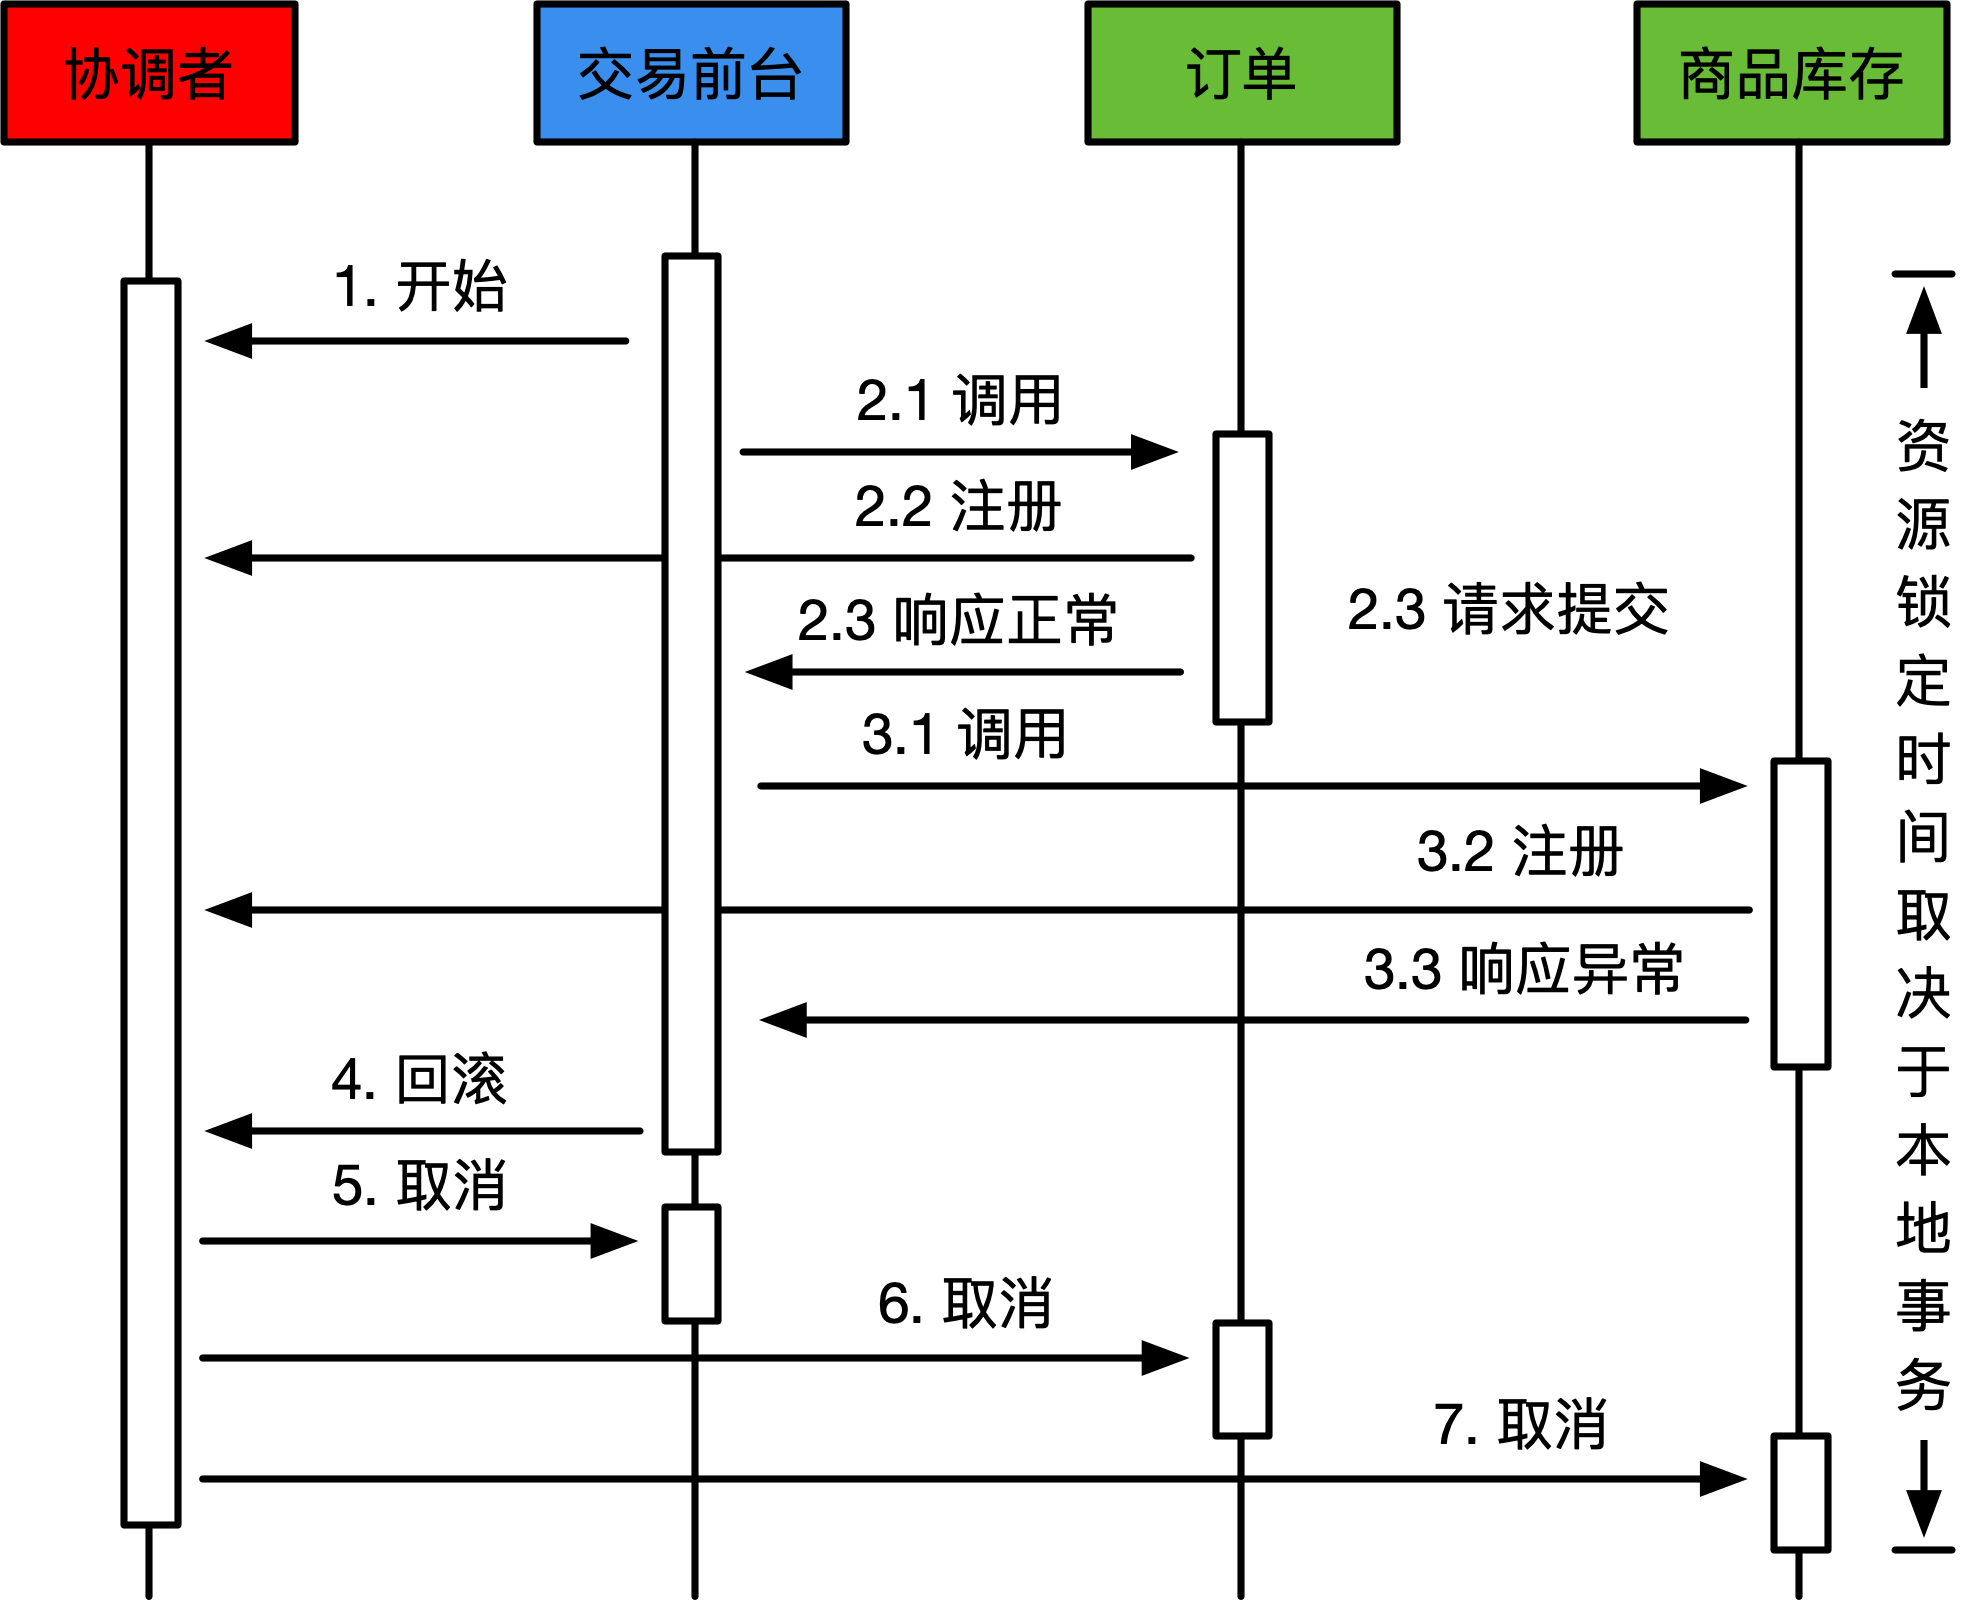 协调者
交易前台
订单
商品库存
1. 开始
2.1 调用
2.2 注册
2.3 响应正常
2.3 请求提交
3.1 调用
3.2 注册
3.3 响应异常
4. 回滚
5. 取消
6. 取消
7. 取消
资源锁定时间取决于本地事务